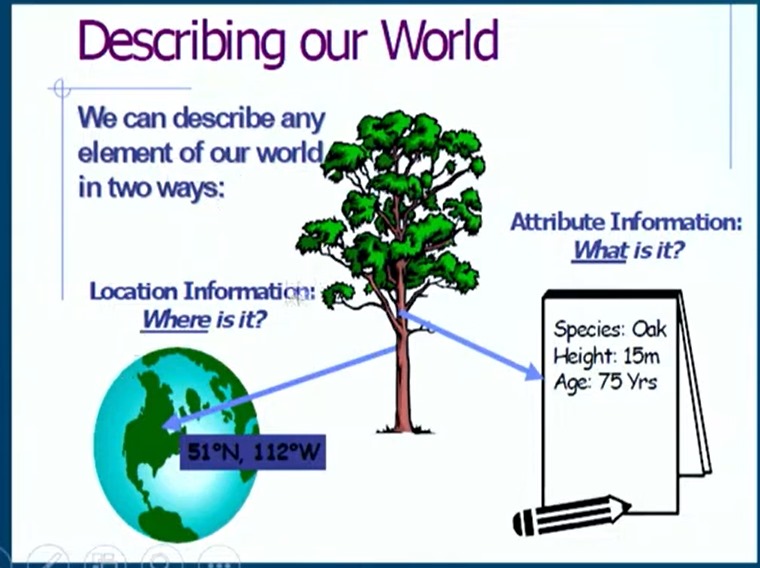 Describing our World
We can describe any
element of our world
in two ways:
Attribute Information:
What is it?
Location Information:
Where is it?
Species: Oak
Height: 15m
Age: 75 Yrs
51°N, 112°W